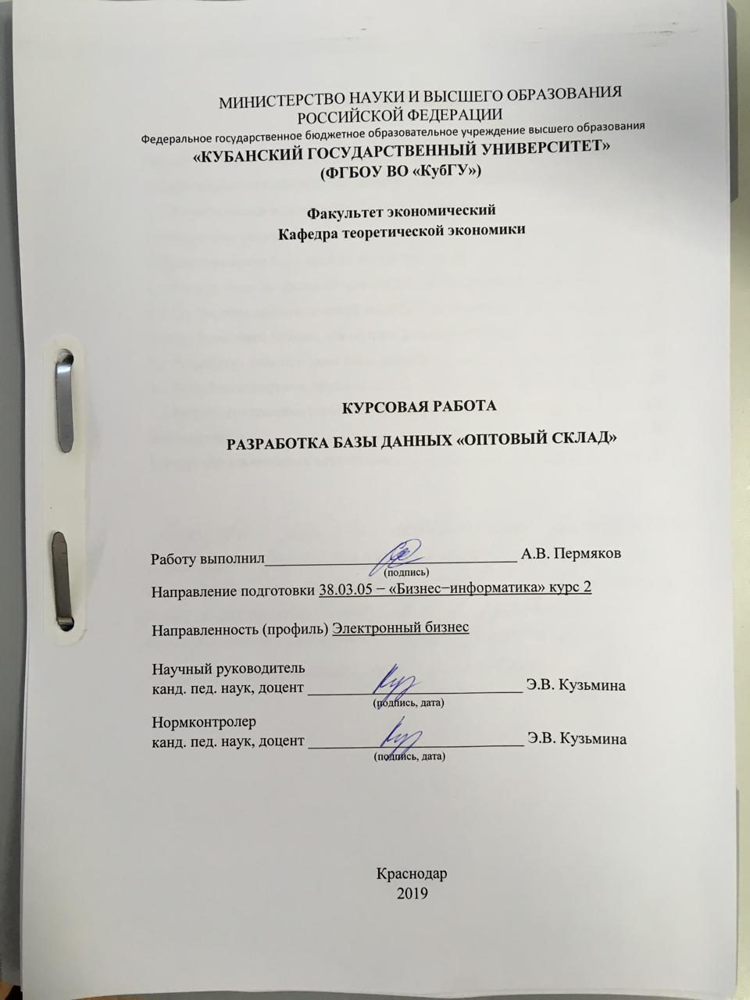 МИНИСТЕРСТВО НАУКИ И ВЫСШЕГО ОБРАЗОВАНИЯ
РОССИЙСКОЙ ФЕДЕРАЦИИ
Федеральное государственное бюджетное образовательное учреждение высшего образования
«КУБАНСКИЙ ГОСУДАРСТВЕННЫЙ УНИВЕРСИТЕТ»
(ФГБОУ ВО «КубГУ»)
Факультет экономический
Кафедра теоретической экономики
КУРСОВАЯ РАБОТА
РАЗРАБОТКА БАЗЫ ДАННЫХ «ОПТОВЫЙ СКЛАД»
Работу выполнил А.В. Пермяков
(подпись)
Направление подготовки 38.03.05 – «Бизнес–информатика» курс 2
Направленность (профиль) Электронный бизнес
Научный руководитель
канд. пед. наук, доцент Э.В. Кузьмина
(подпись, дата)
Нормконтролер
канд. пед. наук, доцент Э.В. Кузьмина
(подпись, дата)
Краснодар
2019